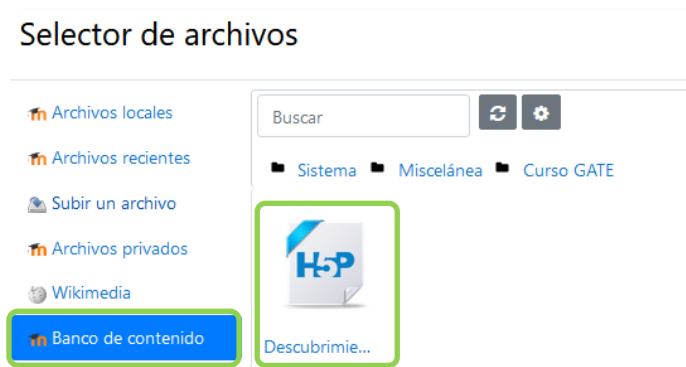 Selector de archivos
Archivos locales
Archivos recientes
Subir un archivo
Archivos privados
Wikimedia
Banco de contenido
Buscar
Sistema Miscelánea Curso GATE
H5P
Descubrimie...